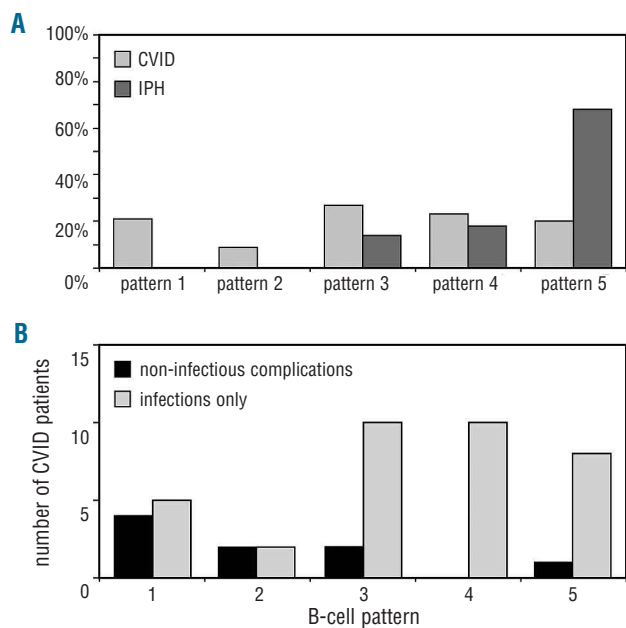 A
100%
80%
60%
40%
20%
0%
CVID
IPH
pattern 1 pattern 2 pattern 3 pattern 4 pattern 5
B
number of CVID patients
15
10
5
0
non-infectious complications
infections only
1 2 3 4 5
B-cell pattern